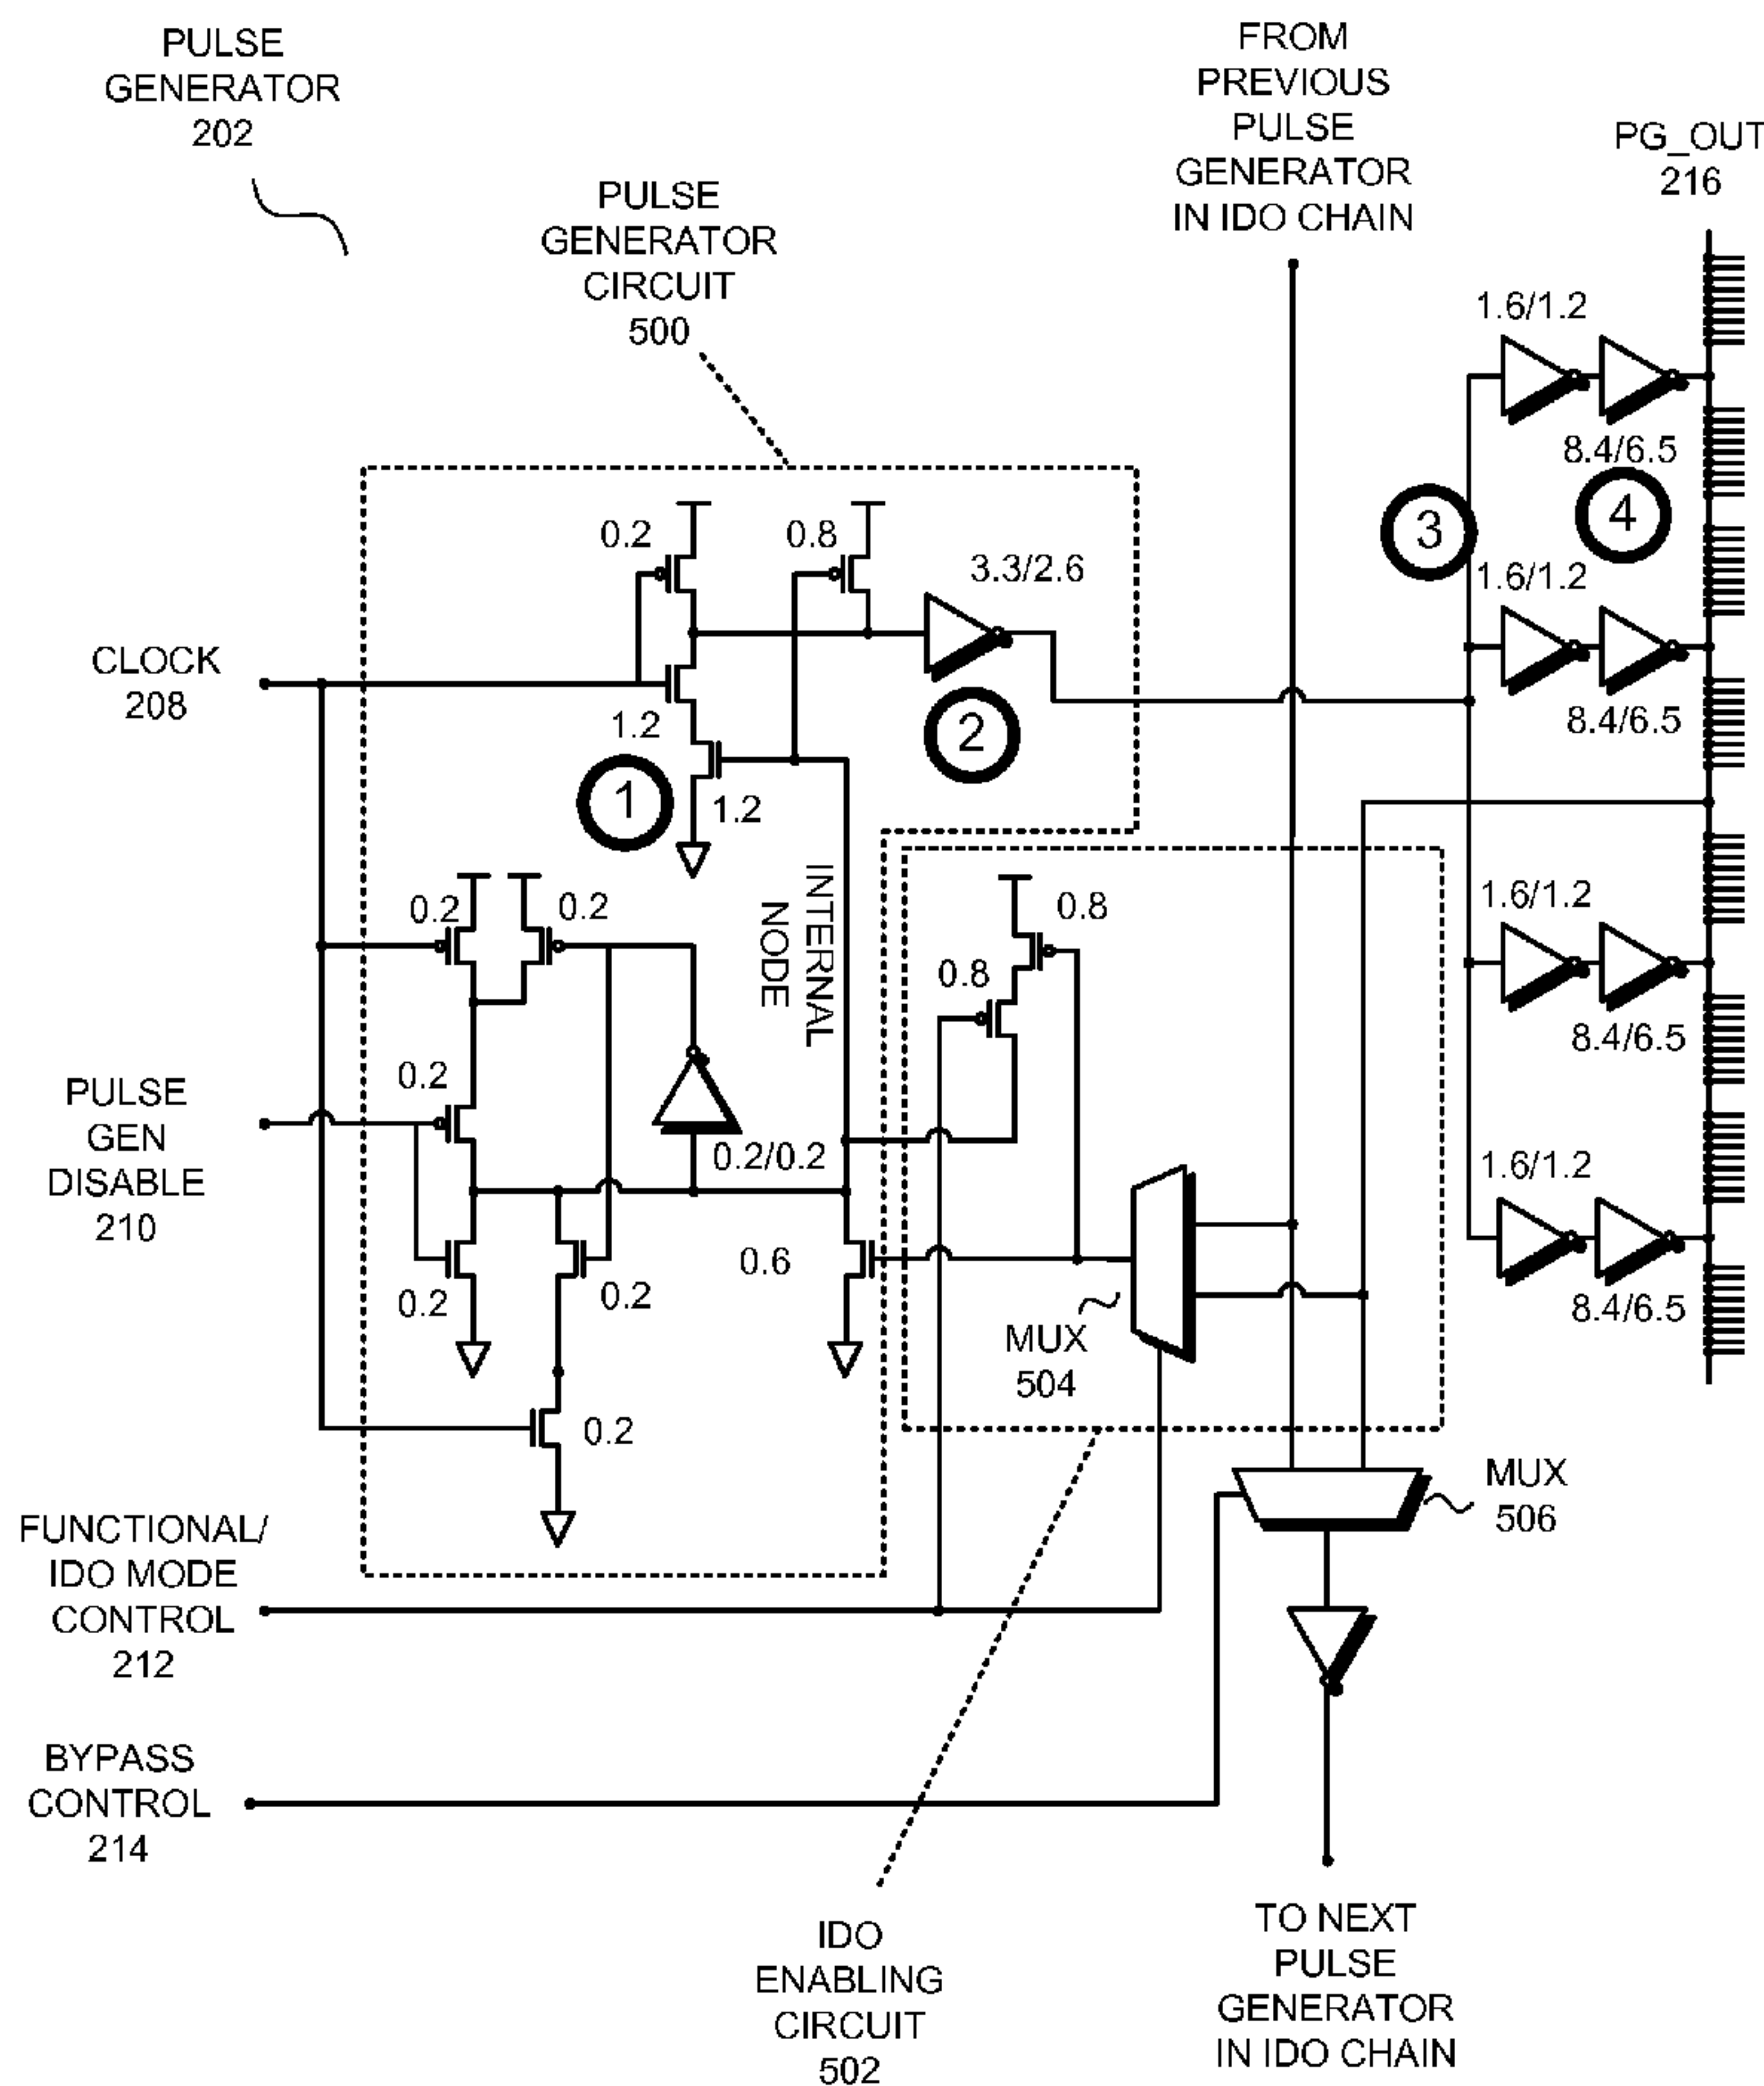 PULSE
GENERATOR
202
PULSE
GENERATOR
CIRCUIT
500
FROM
PREVIOUS
PULSE
GENERATOR
IN IDO CHAIN
PG_OUT
216
1.6/1.2
8.4/6.5
3
4
0.2
0.8
3.3/2.6
1.6/1.2
CLOCK
208
1.2
2
8.4/6.5
1
1.2
INTERNAL
NODE
0.2
0.2
0.8
1.6/1.2
0.8
8.4/6.5
PULSE
GEN
DISABLE
210
0.2
0.2/0.2
1.6/1.2
0.2
0.2
0.6
8.4/6.5
MUX
504
0.2
MUX
506
FUNCTIONAL/
IDO MODE
CONTROL
212
BYPASS
CONTROL
214
IDO
ENABLING
CIRCUIT
502
TO NEXT
PULSE
GENERATOR
IN IDO CHAIN